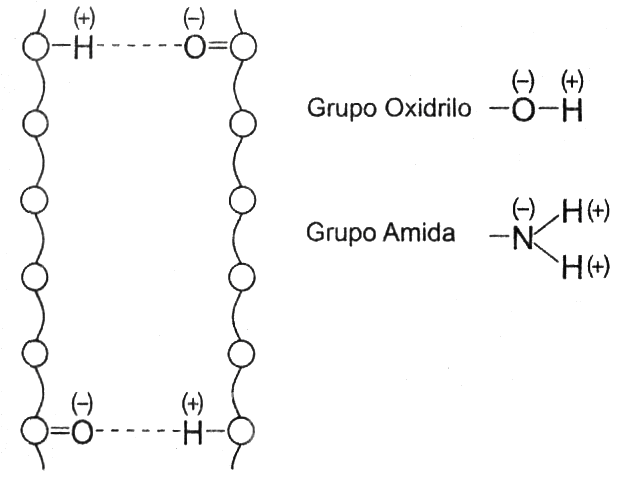 (+) (−)
H O=
Grupo Oxidrilo
(−) (+)
−O−H
Grupo Amida
(−) H(+)
−N
H(+)
(−) (+)
=O H−